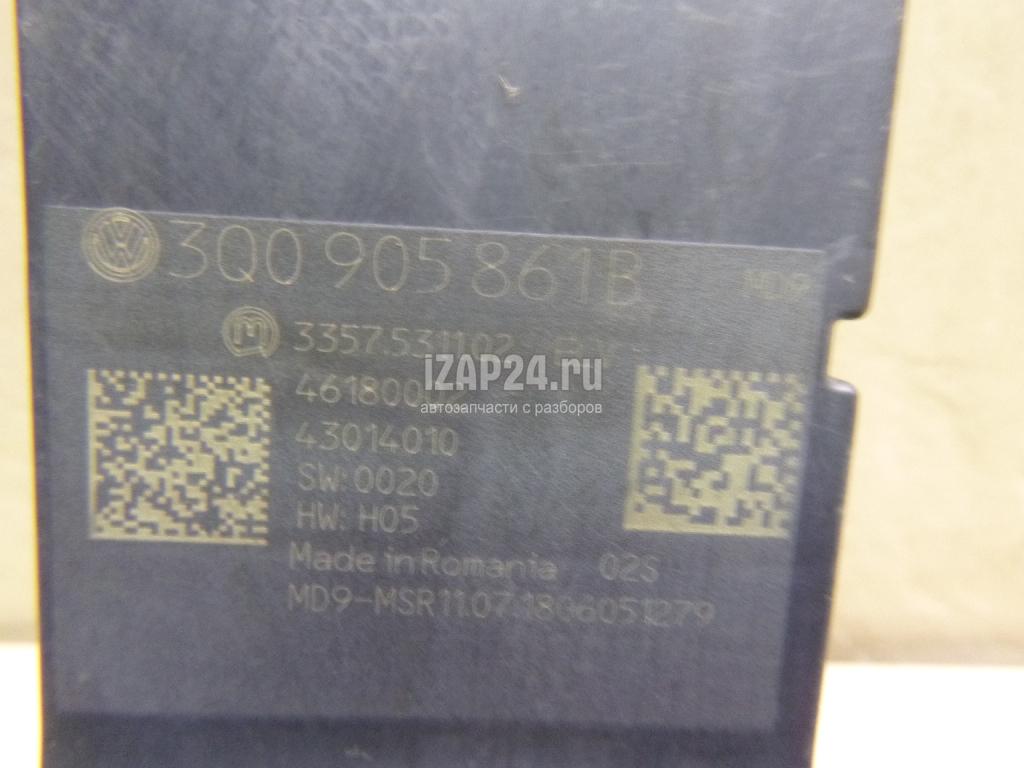 3Q0 905 861B MD9
3357.531102
iZAP24.ru
автозапчасти с разборов
43014010
SW: 0020
HW: H05
Made in Romania 02S
MD9-MSR11.07.1806051279